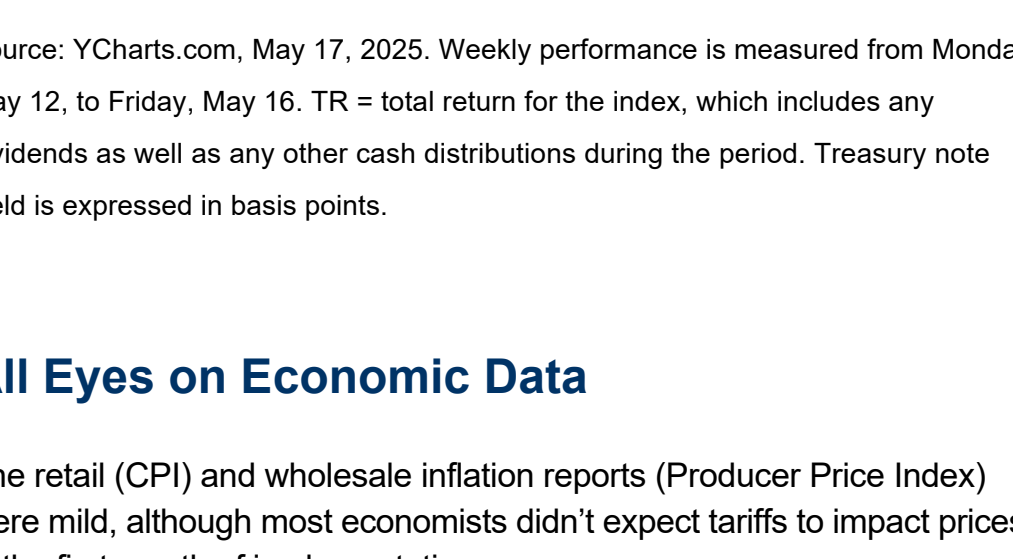 ource: YCharts.com, May 17, 2025. Weekly performance is measured from Monda
ay 12, to Friday, May 16. TR = total return for the index, which includes any
vidends as well as any other cash distributions during the period. Treasury note
eld is expressed in basis points.
All Eyes on Economic Data
he retail (CPI) and wholesale inflation reports (Producer Price Index)
ere mild, although most economists didn’t expect tariffs to impact prices